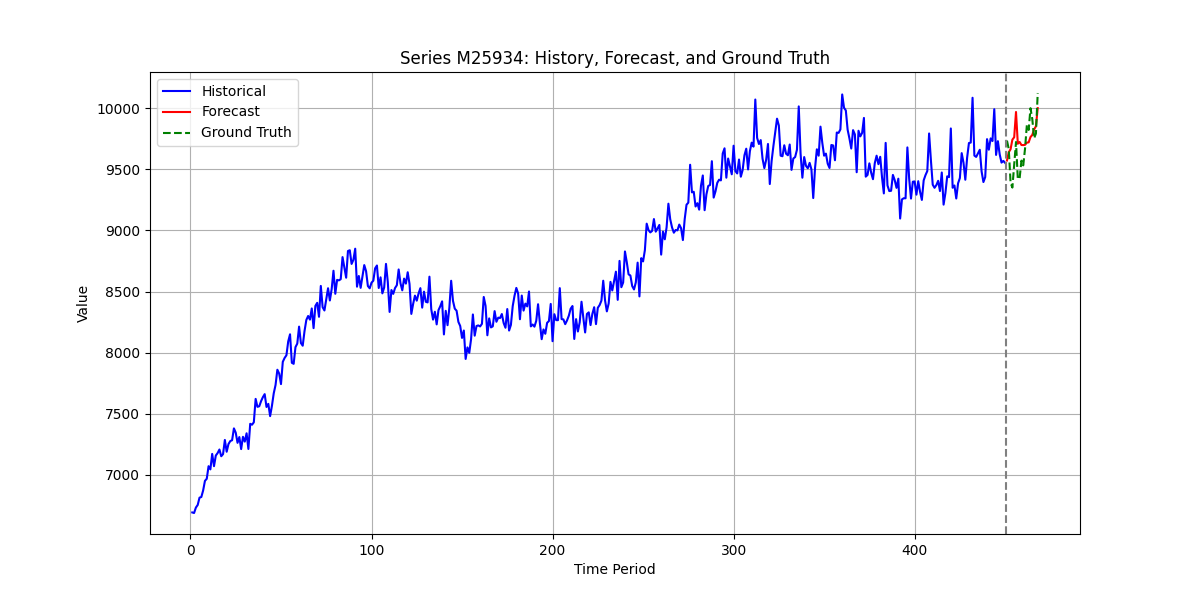 Series M25934: History, Forecast, and Ground Truth
Historical
Forecast
Ground Truth
10000
9500
9000
8500
8000
7500
7000
Value
0
100
200
300
400
Time Period